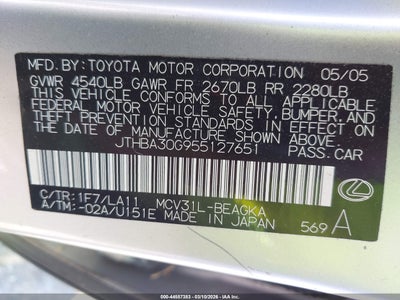 MFD.BY:TOYOTA MOTOR CORPORATION 05/05
GVWR 4540LB GAWR FR 2670LB RR 2280LB
THIS VEHICLE CONFORMS TO ALL APPLICABLE
FEDERAL MOTOR VEHICLE SAFETY,BUMPER,AND
THEFT PREVENTION STANDARDS IN EFFECT ON
THE DATE OF MANUFACTURE SHOWN ABOVE.
JTHBA30G955127651
PASS.CAR
C/TR:1F7/LA11 MCV31L-BEAGKA
A/TM:-02A/U151E MADE IN JAPAN 569 A
000-44587383 - 03/10/2026 - IAA